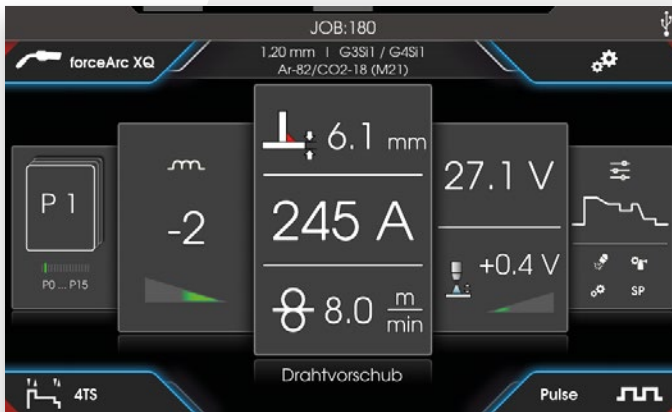 JOB:180
forceArc XQ
1.20 mm | G3Si1 / G4Si1
Ar-82/CO2-18 (M21)
P 1
P0 ... P15
-2
6.1 mm
245 A
8.0 m/min
Drahtvorschub
27.1 V
+0.4 V
SP
4TS
Pulse